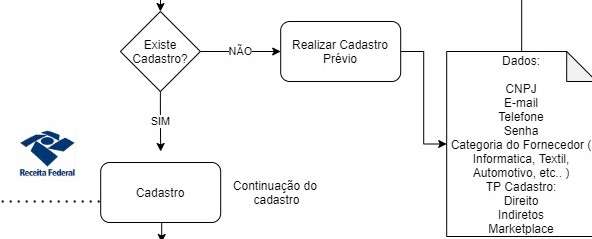 Existe
Cadastro?
NÃO
Realizar Cadastro
Prévio
Dados:
CNPJ
E-mail
Telefone
Senha
Categoria do Fornecedor (
Informatica, Textil,
Automotivo, etc.. )
TP Cadastro:
Direito
Indiretos
Marketplace
SIM
Receita Federal
Cadastro
Continuação do
cadastro